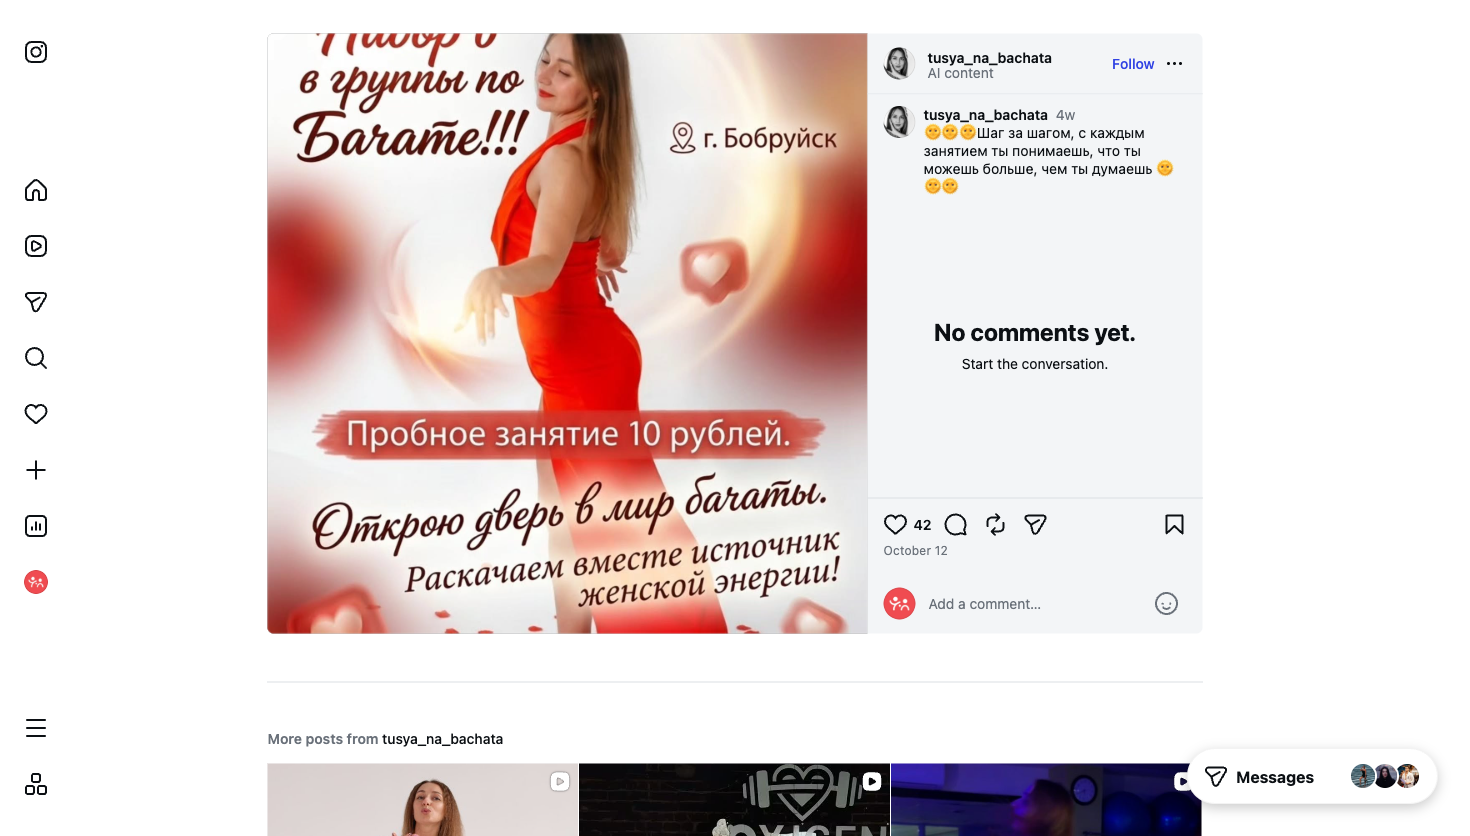 Набор в
в группы по
Бачате!!!
г. Бобруйск
Пробное занятие 10 рублей.
Открою дверь в мир бачаты.
Раскачаем вместе источник
женской энергии!
tusya_na_bachata
AI content
Follow
tusya_na_bachata 4w
🌝🌝🌝Шаг за шагом, с каждым
занятием ты понимаешь, что ты
можешь больше, чем ты думаешь 🌝
🌝🌝
No comments yet.
Start the conversation.
42
October 12
Add a comment...
More posts from tusya_na_bachata
Messages